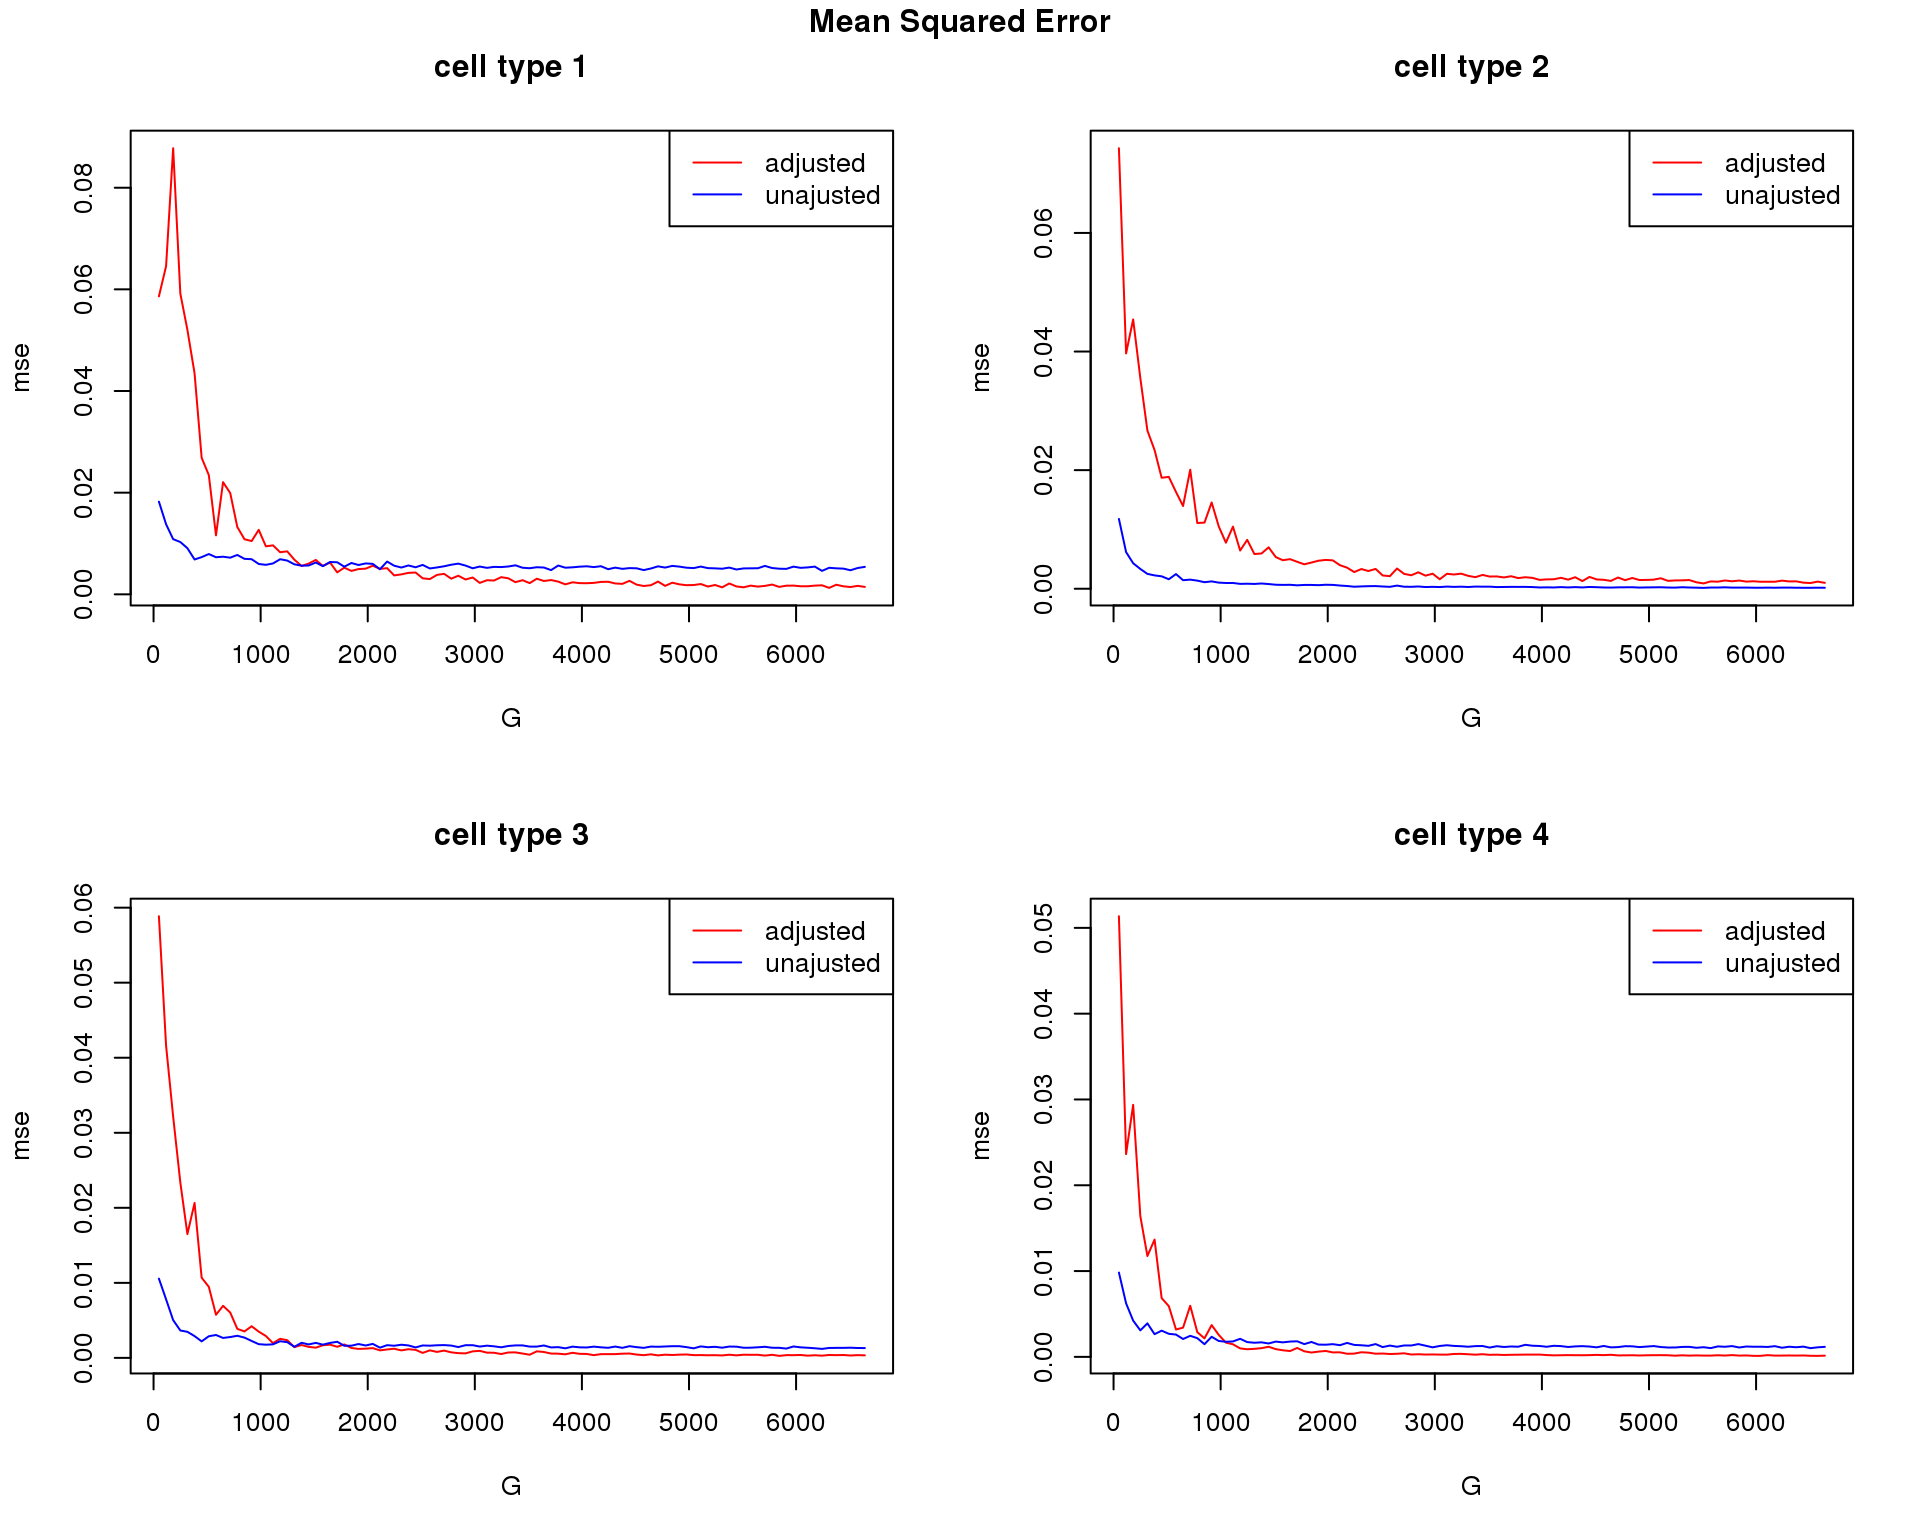 Mean Squared Error
cell type 1
adjusted
unajusted
mse
0.00 0.02 0.04 0.06 0.08
0 1000 2000 3000 4000 5000 6000
G
cell type 2
adjusted
unajusted
mse
0.00 0.02 0.04 0.06
0 1000 2000 3000 4000 5000 6000
G
cell type 3
adjusted
unajusted
mse
0.00 0.01 0.02 0.03 0.04 0.05 0.06
0 1000 2000 3000 4000 5000 6000
G
cell type 4
adjusted
unajusted
mse
0.00 0.01 0.02 0.03 0.04 0.05
0 1000 2000 3000 4000 5000 6000
G